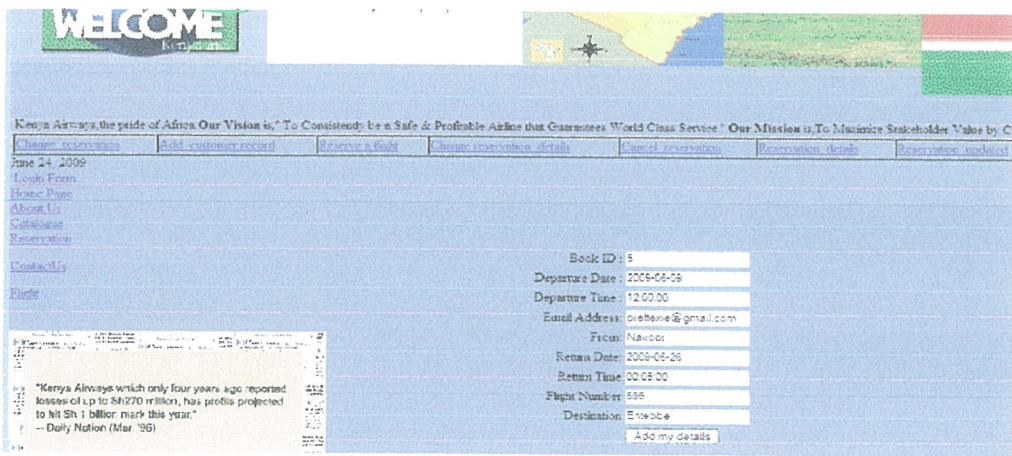 WELCOME
Kenya Airways,the pride of Africa Our Vision is," To Consistently be a Safe & Profitable Airline that Guarantees World Class Service." Our Mission is,To Maximize Stakeholder Value by C
Change reservation Add customer record Reserve a flight Change reservation details Cancel reservation Reservation details Reservation updated
June 24, 2009
Login Form
Home Page
About Us
Catalogue
Reservation
ContactUs
Flight
Book ID : 5
Departure Date : 2009-06-09
Departure Time : 12:00:00
Email Address: @gmail.com
From: Nairobi
Return Date: 2009-06-26
Return Time 00:05:00
Flight Number
Destination Entebbe
Add my details
"Kenya Airways which only four years ago reported
losses of up to Sh270 million, has profits projected
to hit Sh 1 billion mark this year."
-- Daily Nation (Mar. '96)